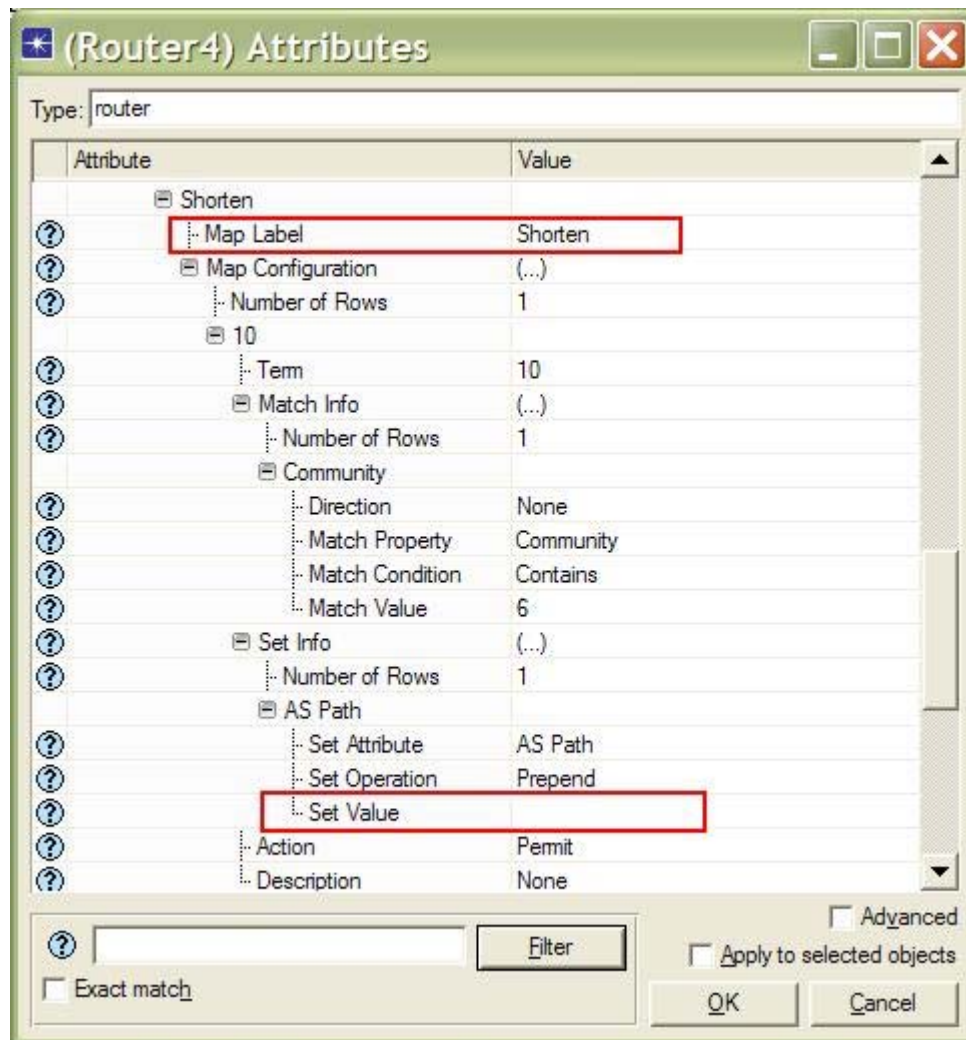 (Router4) Attributes
Type: router
Attribute Value
Shorten
Map Label Shorten
Map Configuration (...)
Number of Rows 1
10
Term 10
Match Info (...)
Number of Rows 1
Community
Direction None
Match Property Community
Match Condition Contains
Match Value 6
Set Info (...)
Number of Rows 1
AS Path
Set Attribute AS Path
Set Operation Prepend
Set Value
Action Permit
Description None
Advanced
Filter
Apply to selected objects
Exact match
OK Cancel